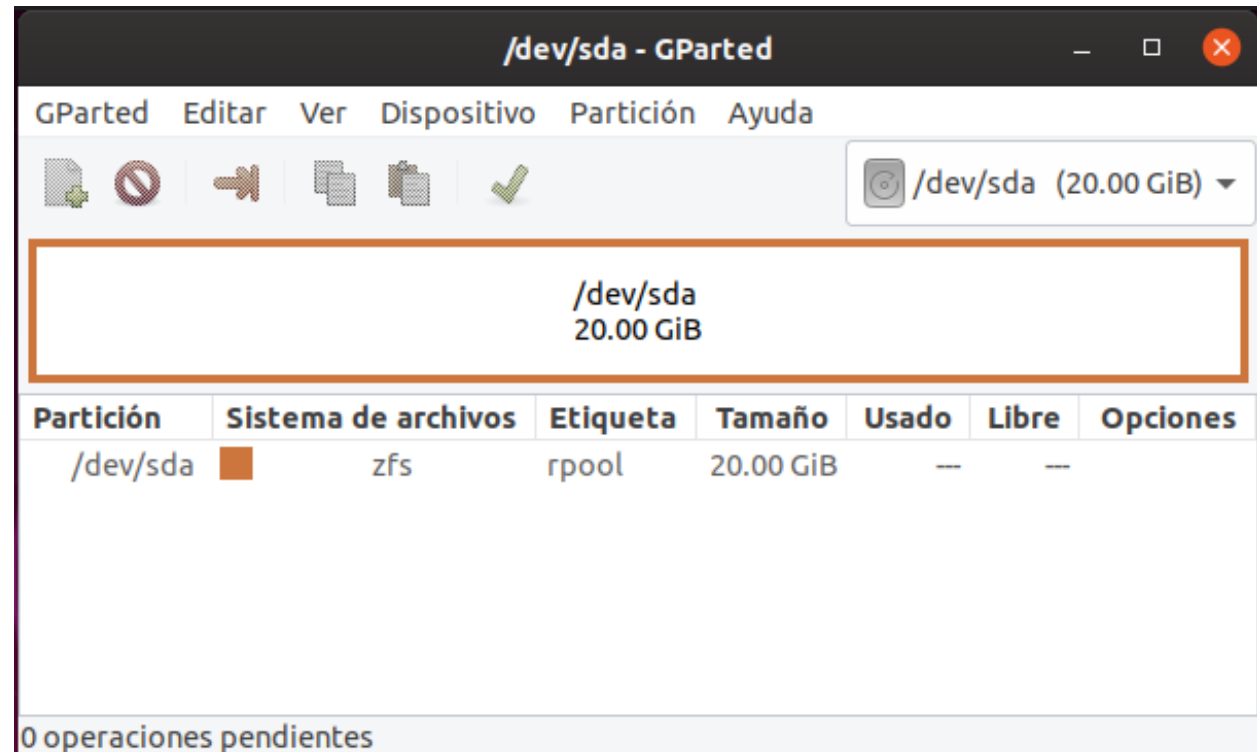 /dev/sda - GParted
GParted Editar Ver Dispositivo Partición Ayuda
/dev/sda (20.00 GiB)
/dev/sda
20.00 GiB
Partición Sistema de archivos Etiqueta Tamaño Usado Libre Opciones
/dev/sda zfs rpool 20.00 GiB --- ---
0 operaciones pendientes